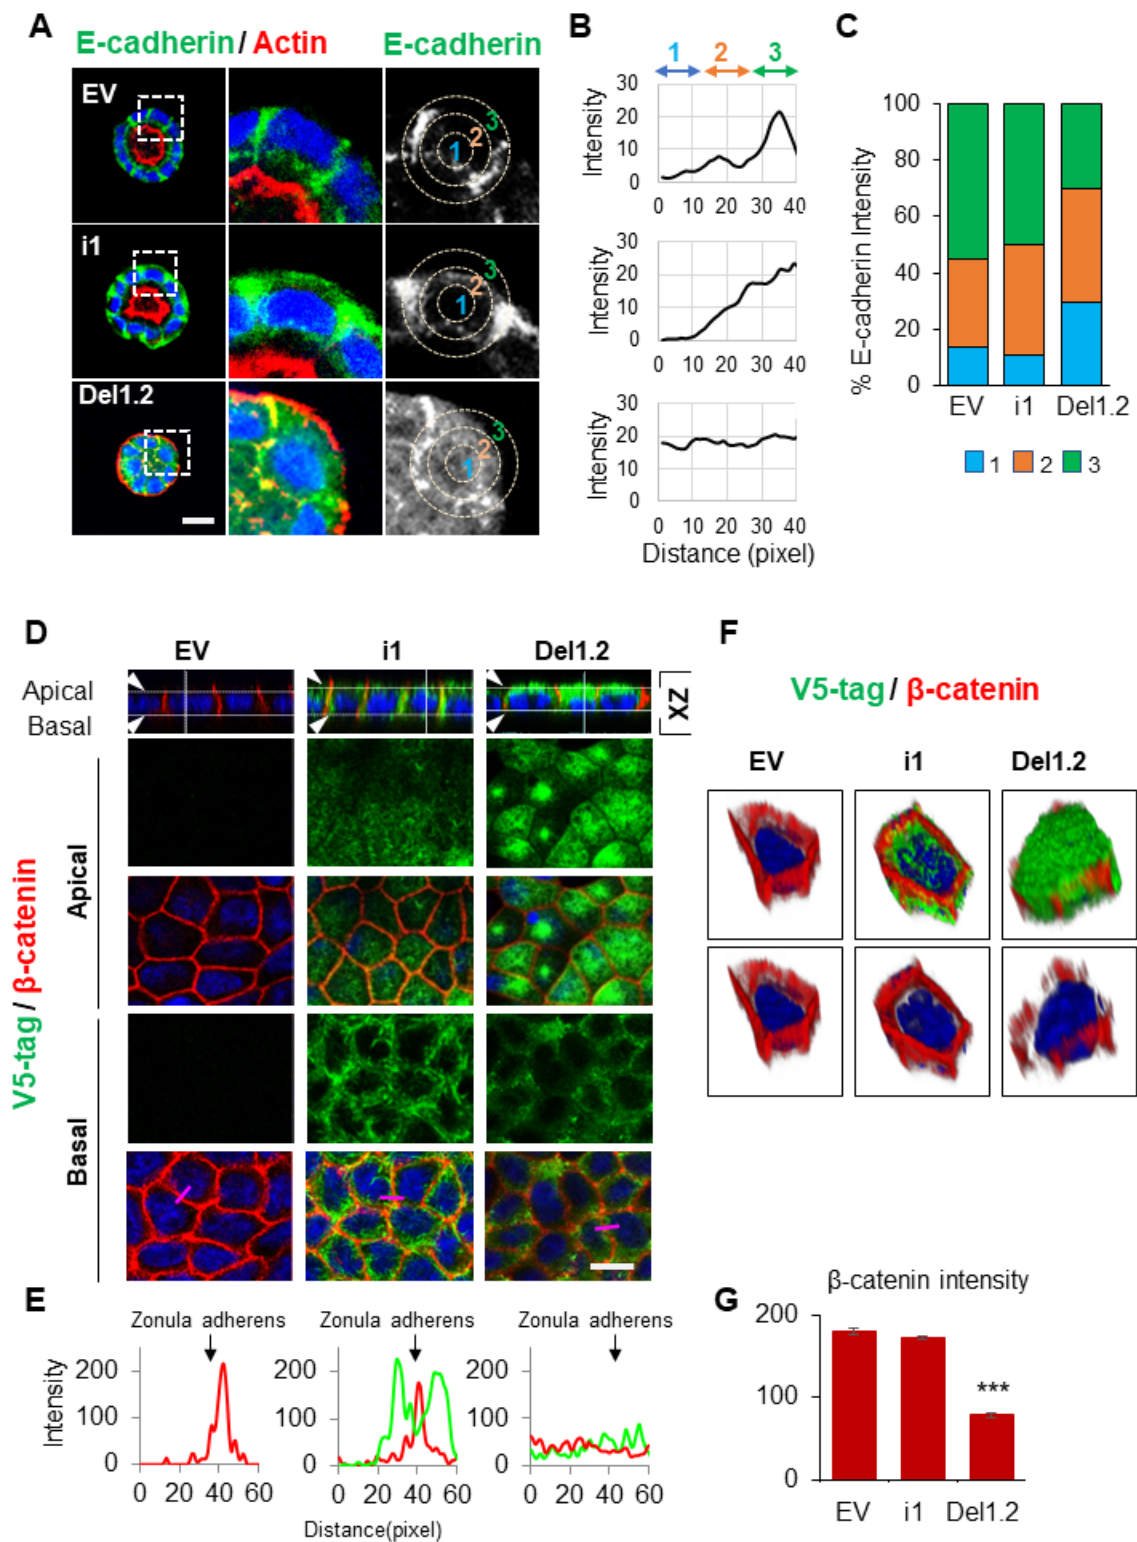 A
E-cadherin / Actin
E-cadherin
EV
3
2
1
i1
3
2
1
Del1.2
3
2
1
B
1 2 3
Intensity
30
20
10
0
0 10 20 30 40
Intensity
30
20
10
0
0 10 20 30 40
Intensity
30
20
10
0
0 10 20 30 40
Distance (pixel)
C
% E-cadherin Intensity
100
80
60
40
20
0
EV i1 Del1.2
1 2 3
D
EV i1 Del1.2
Apical
Basal
XZ
V5-tag / β-catenin
Apical
Basal
E
Zonula adherens Zonula adherens Zonula adherens
Intensity
200
100
0
0 20 40 60
200
100
0
0 20 40 60
200
100
0
0 20 40 60
Distance(pixel)
F
V5-tag / β-catenin
EV i1 Del1.2
G
β-catenin intensity
200
100
0
***
EV i1 Del1.2